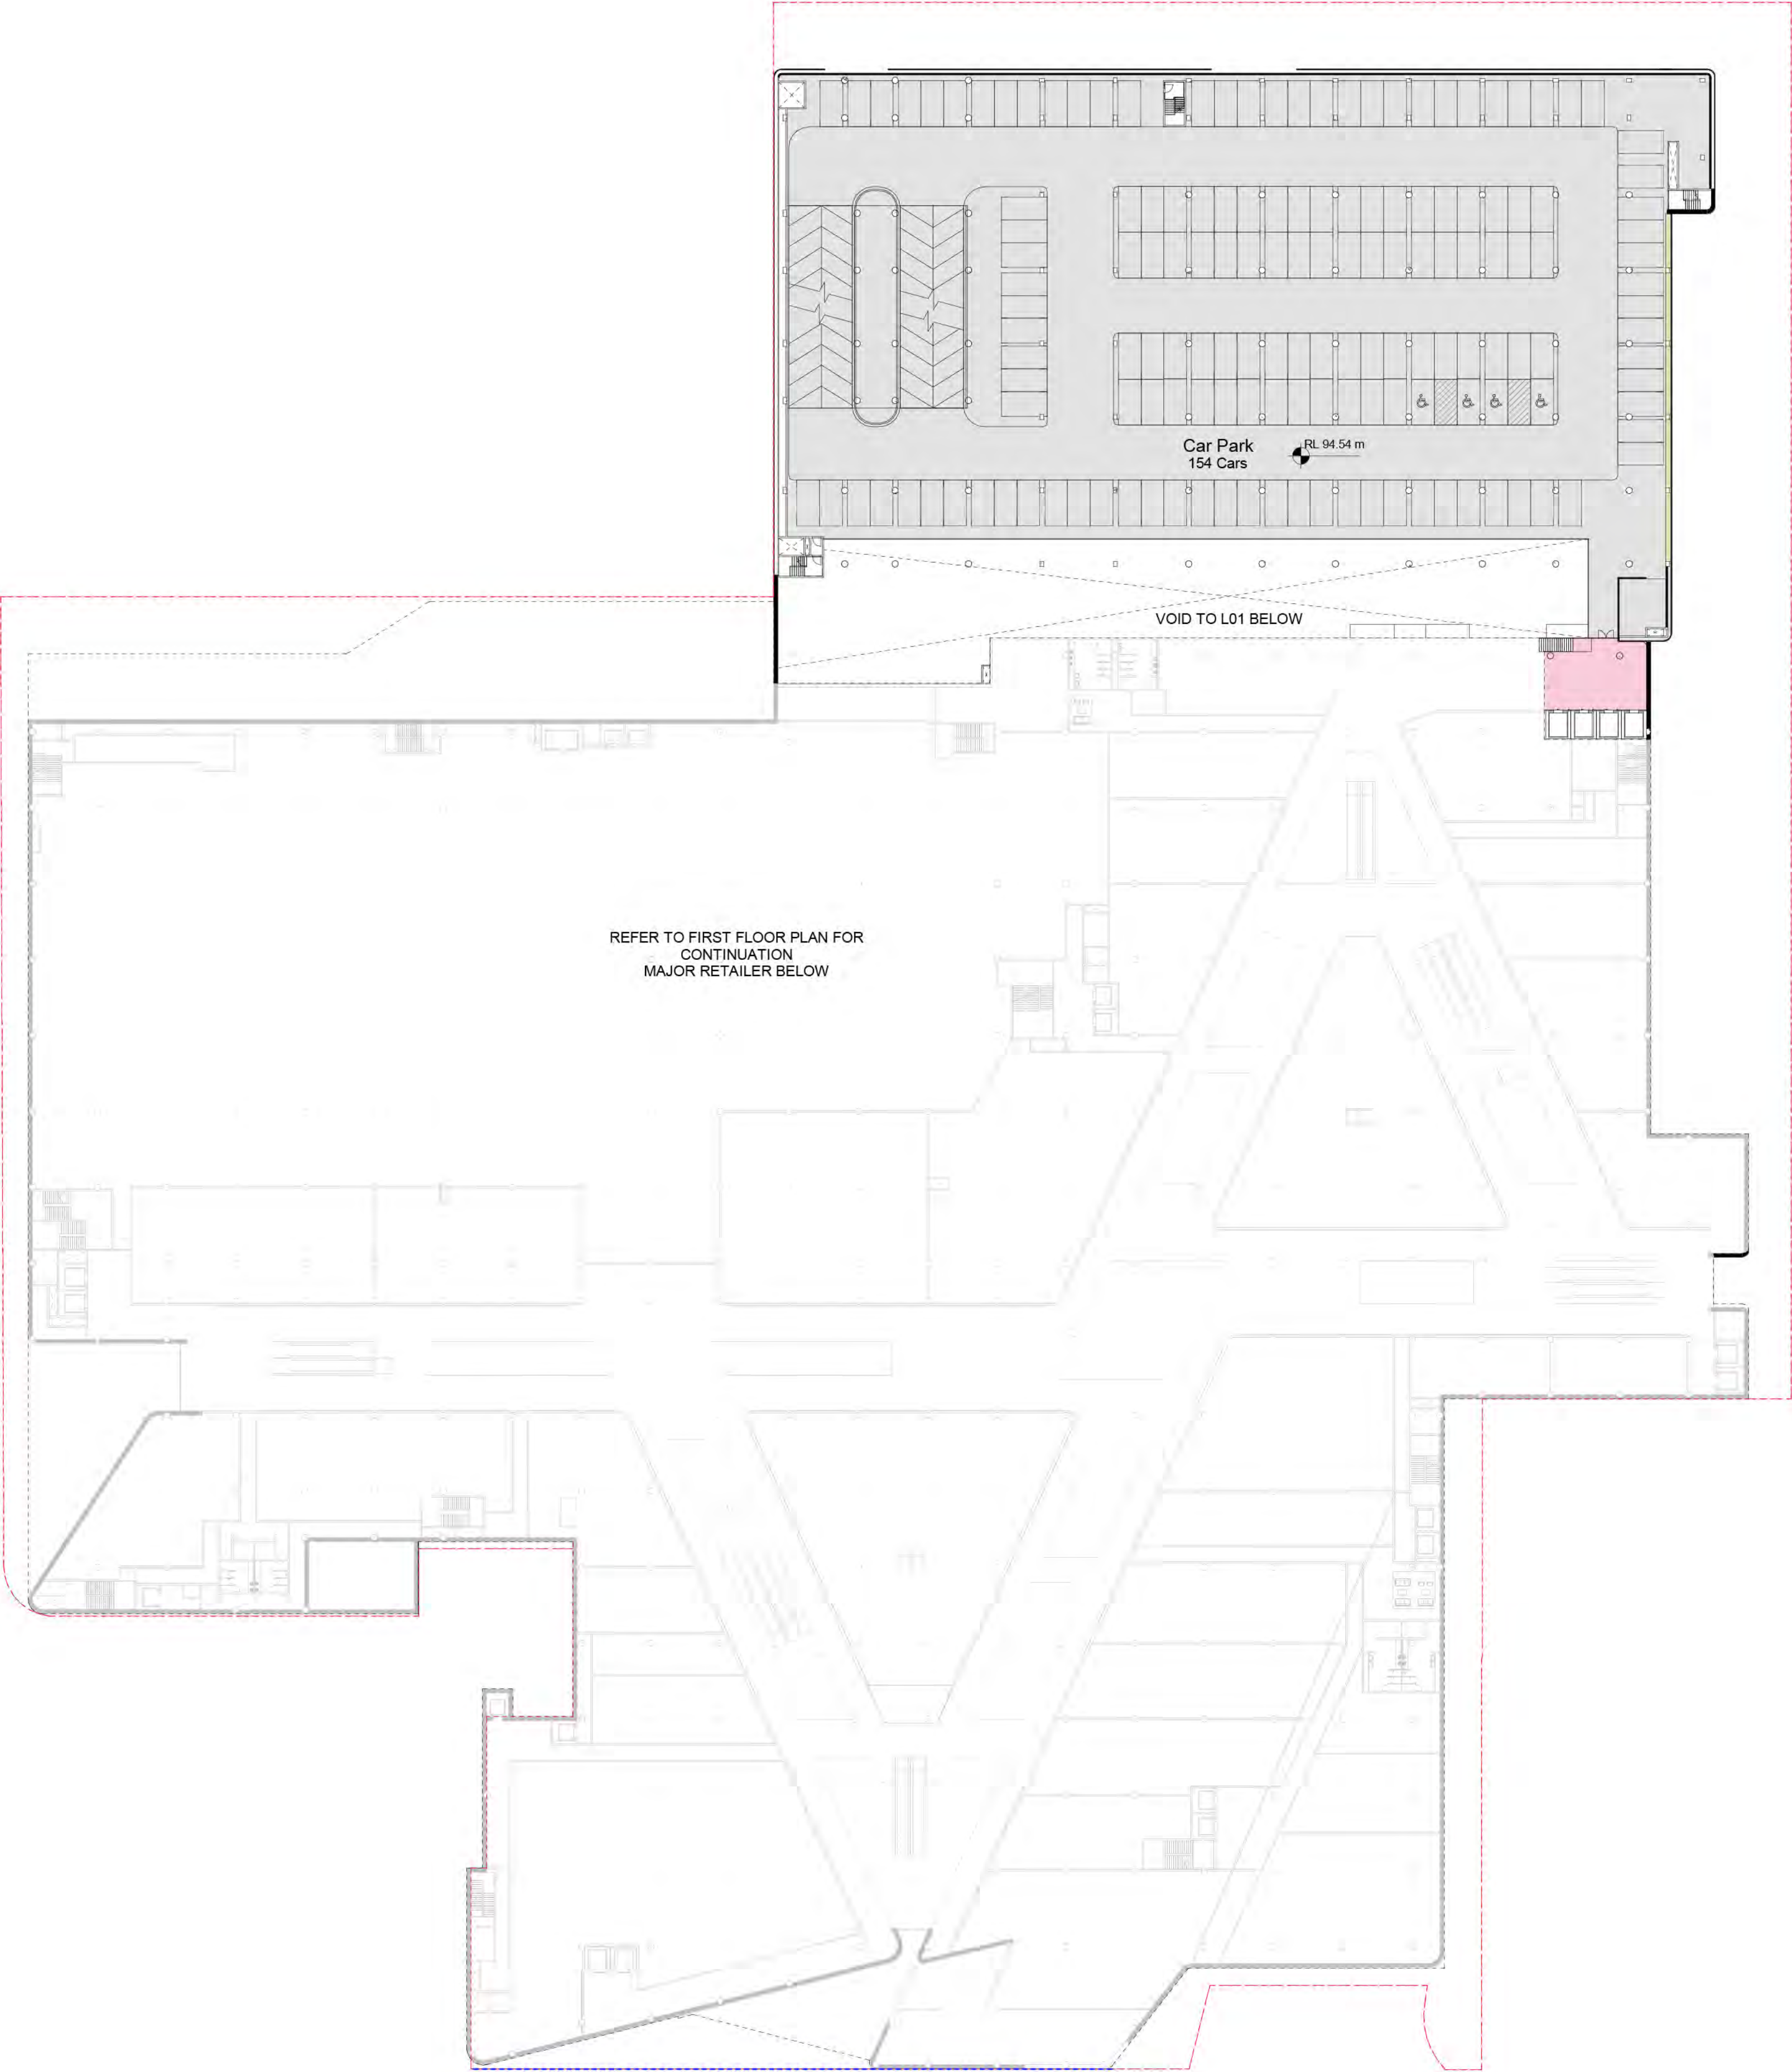 Car Park
154 Cars
RL 94.54 m
VOID TO L01 BELOW
REFER TO FIRST FLOOR PLAN FOR
CONTINUATION
MAJOR RETAILER BELOW